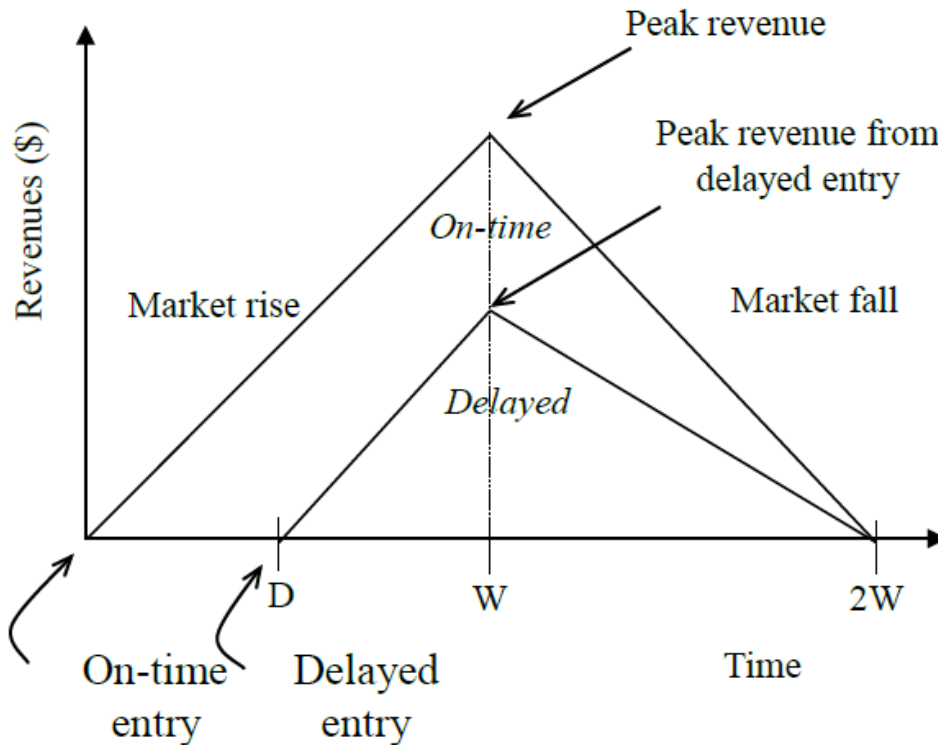 Peak revenue
Peak revenue from
delayed entry
Revenues ($)
On-time
Market rise
Market fall
Delayed
D
W
2W
On-time
entry
Delayed
entry
Time